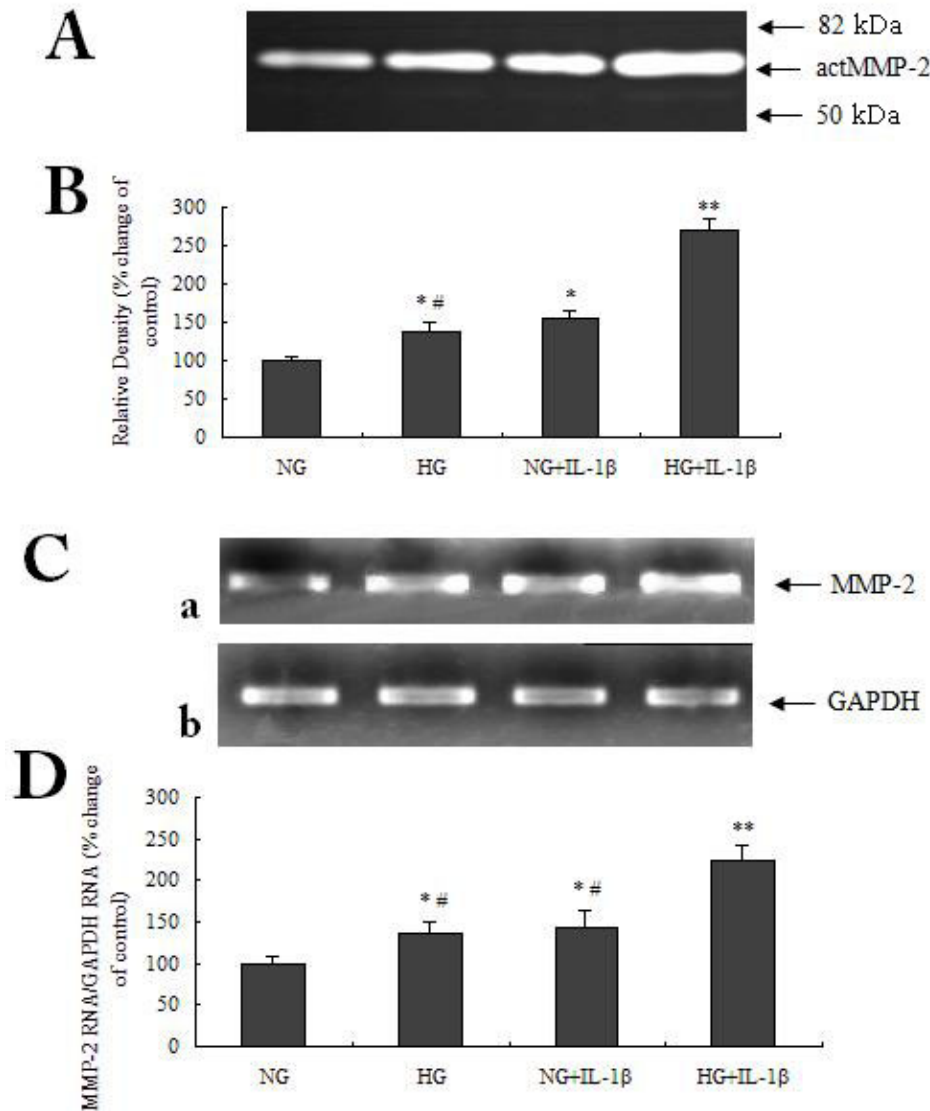 A
82 kDa
actMMP-2
50 kDa
B
Relative Density (% change of
control)
300
250
200
150
100
50
0
* #
*
**
NG
HG
NG+IL-1β
HG+IL-1β
C
a
MMP-2
b
GAPDH
D
MMP-2 RNA/GAPDH RNA (% change
of control)
300
250
200
150
100
50
0
* #
* #
**
NG
HG
NG+IL-1β
HG+IL-1β